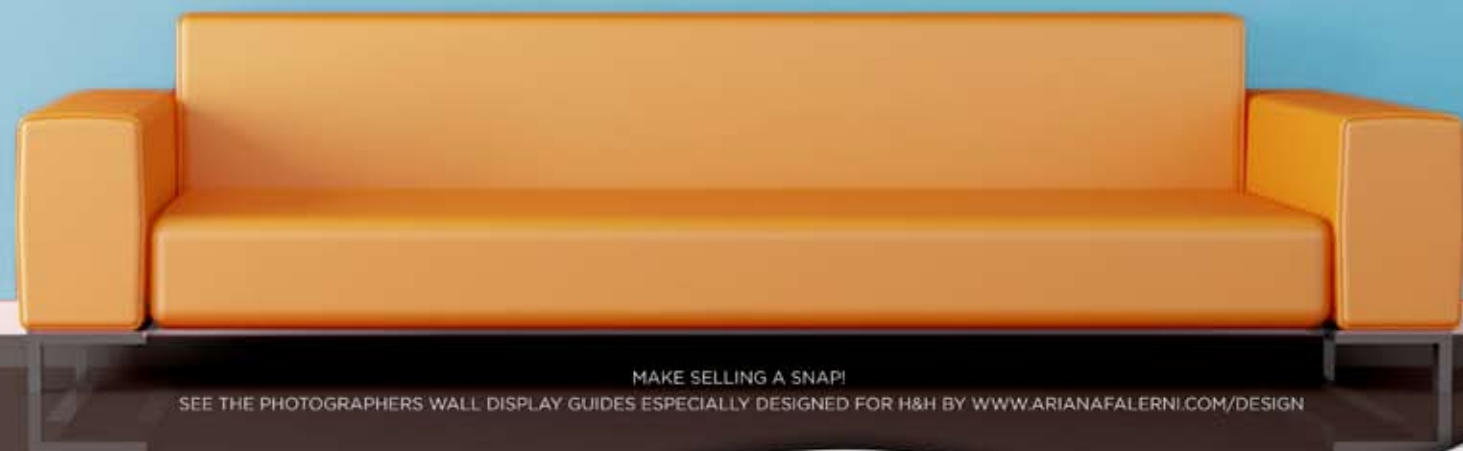 MAKE SELLING A SNAP!
SEE THE PHOTOGRAPHERS WALL DISPLAY GUIDES ESPECIALLY DESIGNED FOR H&H BY WWW.ARIANAFALERNI.COM/DESIGN